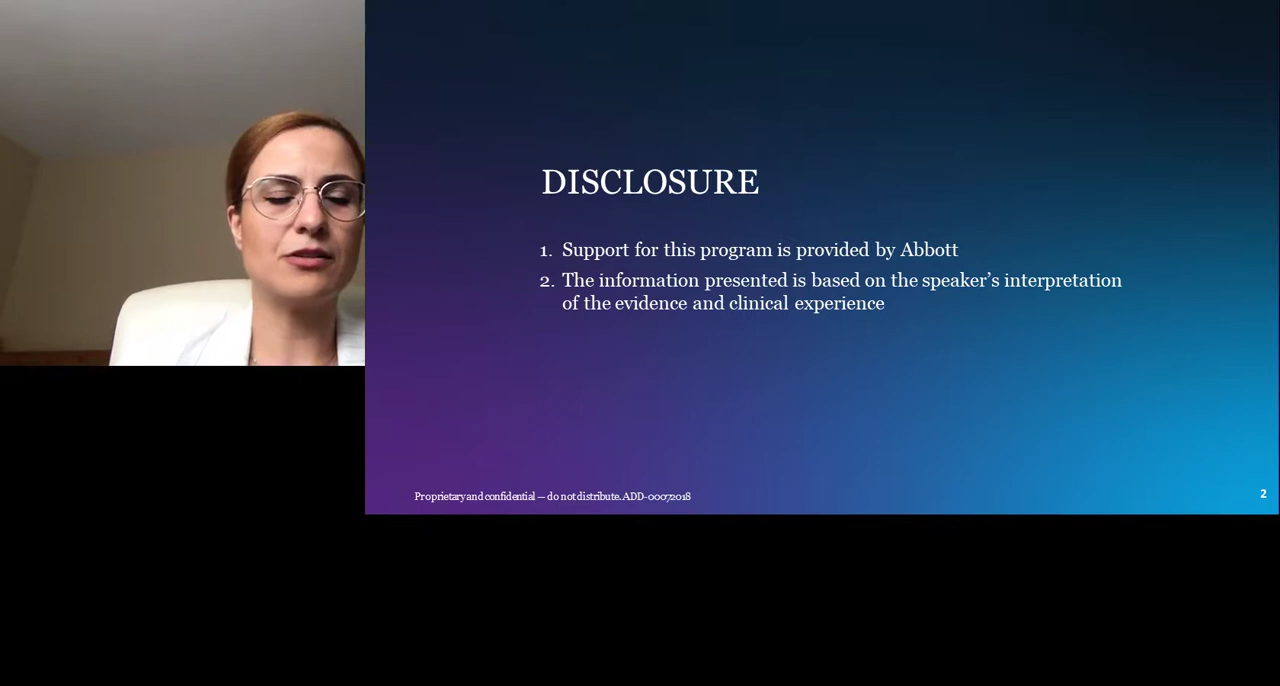 DISCLOSURE
1. Support for this program is provided by Abbott
2. The information presented is based on the speaker’s interpretation
of the evidence and clinical experience
Proprietary and confidential — do not distribute. ADD-00072018
2